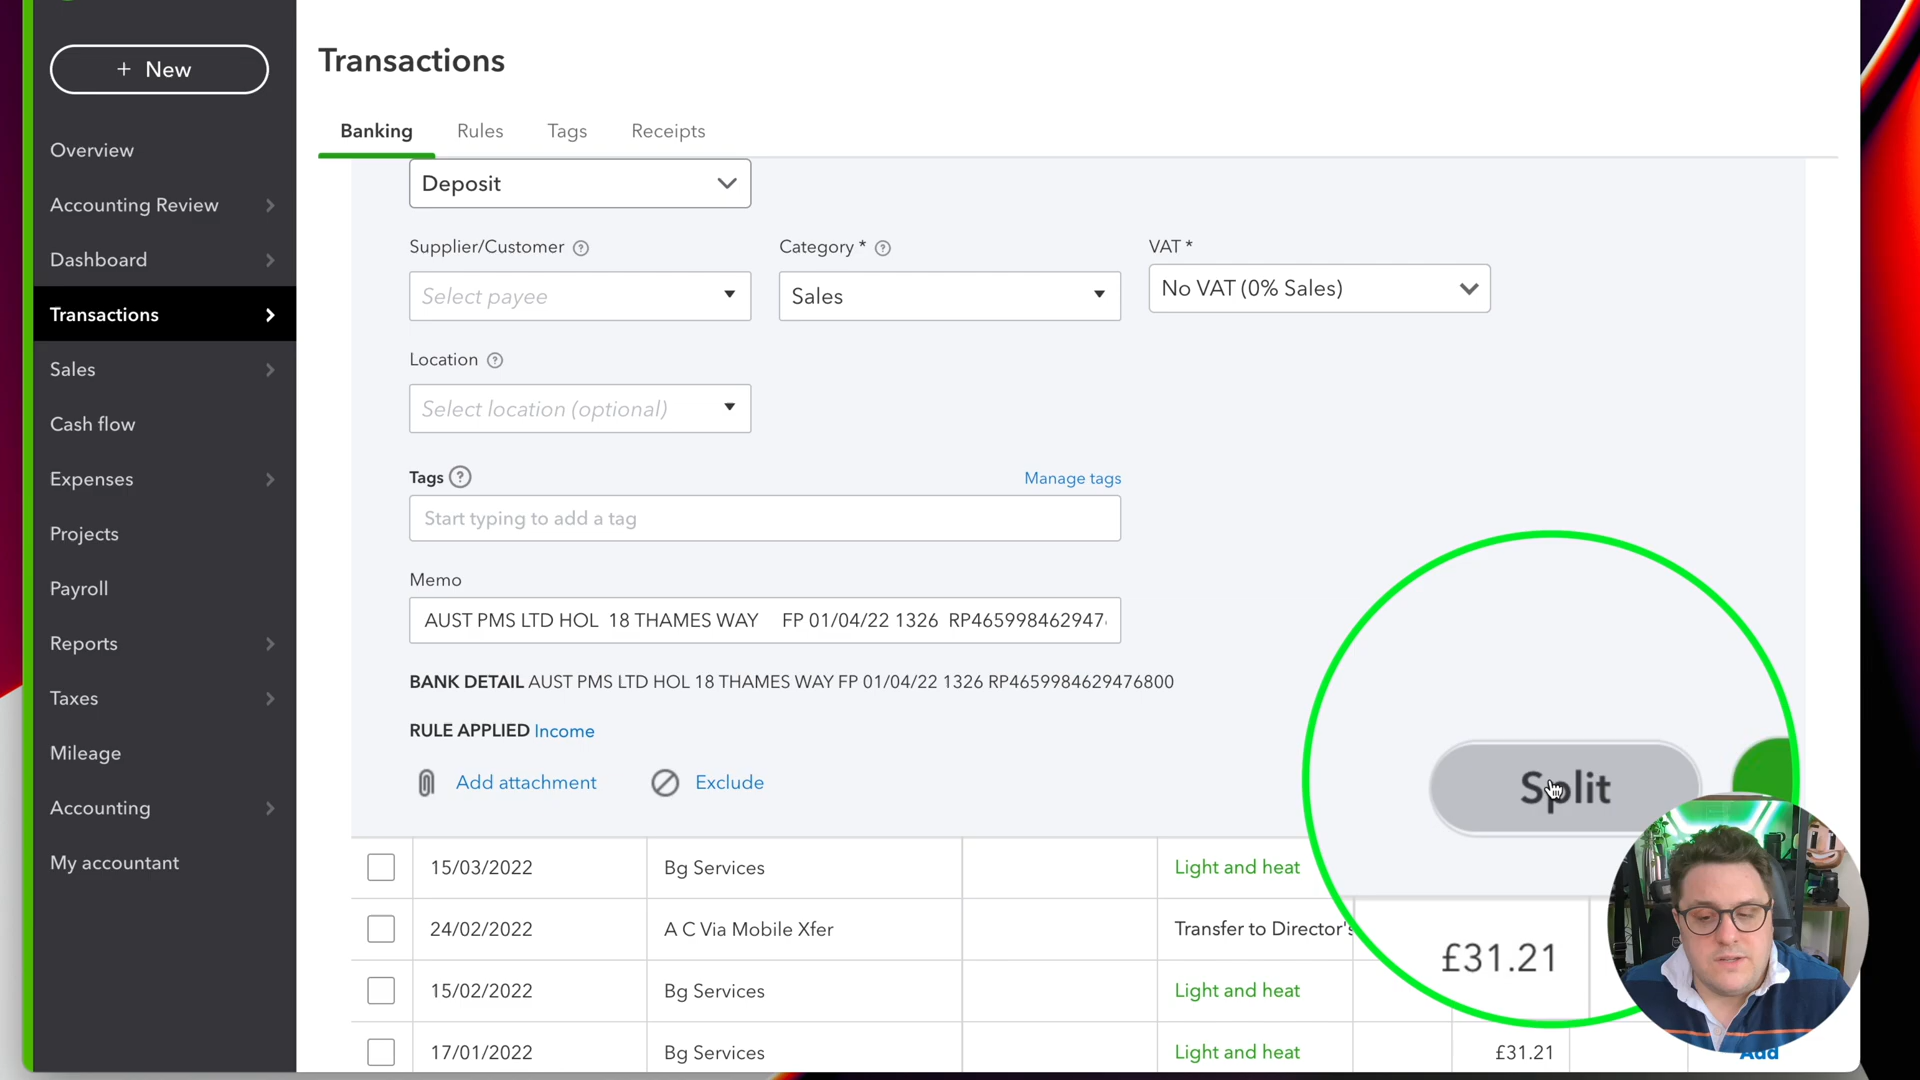 + New
Overview
Accounting Review
Dashboard
Transactions
Sales
Cash flow
Expenses
Projects
Payroll
Reports
Taxes
Mileage
Accounting
My accountant
Transactions
Banking Rules Tags Receipts
Deposit
Supplier/Customer ? Category * ? VAT *
Select payee Sales No VAT (0% Sales)
Location ?
Select location (optional)
Tags ? Manage tags
Start typing to add a tag
Memo
AUST PMS LTD HOL 18 THAMES WAY FP 01/04/22 1326 RP465998462947
BANK DETAIL AUST PMS LTD HOL 18 THAMES WAY FP 01/04/22 1326 RP4659984629476800
RULE APPLIED Income
Add attachment Exclude
Split
15/03/2022 Bg Services Light and heat
24/02/2022 A C Via Mobile Xfer Transfer to Director's
£31.21
15/02/2022 Bg Services Light and heat
17/01/2022 Bg Services Light and heat £31.21 Add